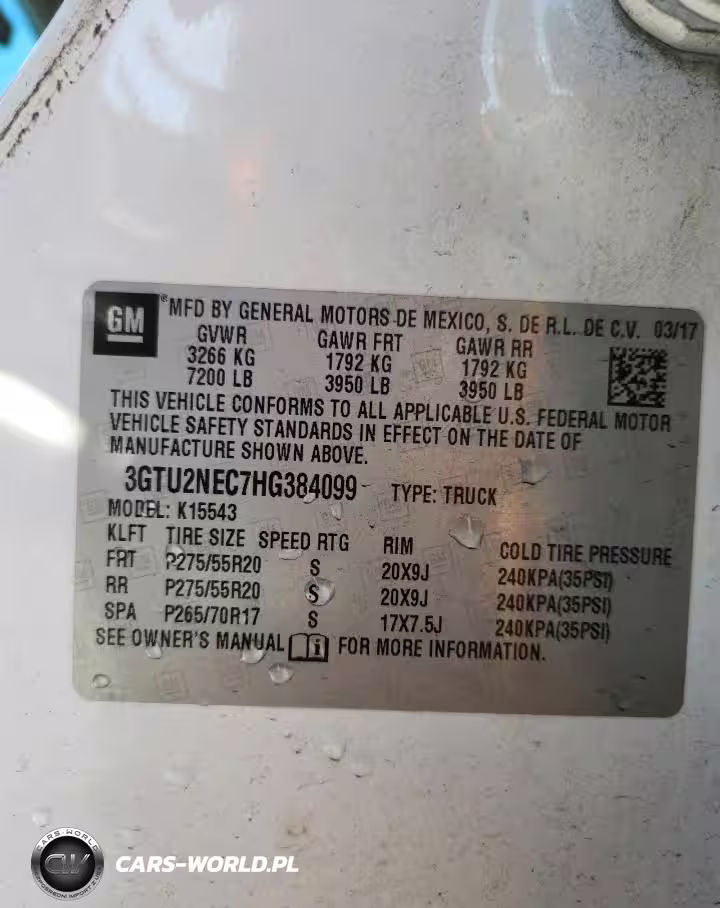 GM ® MFD BY GENERAL MOTORS DE MEXICO, S. DE R.L. DE C.V. 03/17
GVWR GAWR FRT GAWR RR
3266 KG 1792 KG 1792 KG
7200 LB 3950 LB 3950 LB
THIS VEHICLE CONFORMS TO ALL APPLICABLE U.S. FEDERAL MOTOR
VEHICLE SAFETY STANDARDS IN EFFECT ON THE DATE OF
MANUFACTURE SHOWN ABOVE.
3GTU2NEC7HG384099 TYPE: TRUCK
MODEL: K15543
KLFT TIRE SIZE SPEED RTG RIM COLD TIRE PRESSURE
FRT P275/55R20 S 20X9J 240KPA(35PSI)
RR P275/55R20 S 20X9J 240KPA(35PSI)
SPA P265/70R17 S 17X7.5J 240KPA(35PSI)
SEE OWNER'S MANUAL FOR MORE INFORMATION.
CARS-WORLD
CARS-WORLD.PL